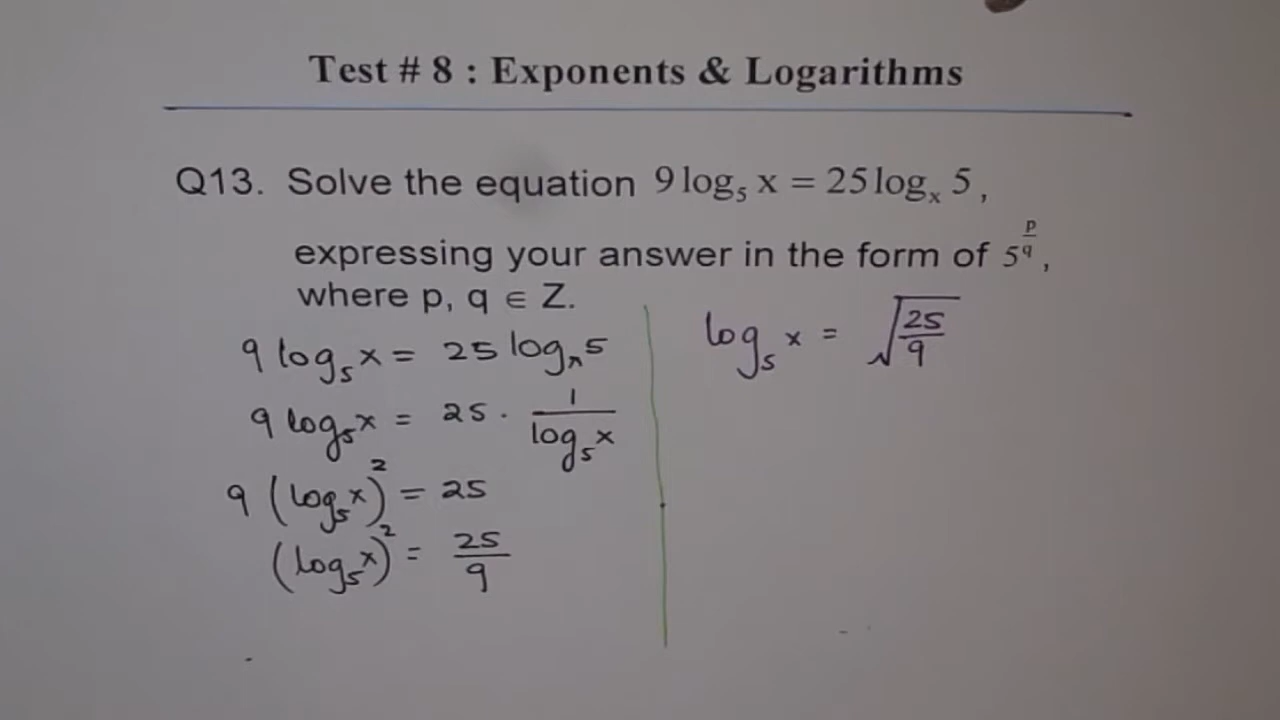 Test # 8 : Exponents & Logarithms
Q13. Solve the equation 9 log₅ x = 25 logₓ 5 ,
expressing your answer in the form of 5^(p/q) ,
where p, q ∈ Z.
9 log₅ x = 25 logₓ 5
9 log₅ x = 25 · 1/(log₅ x)
9 (log₅ x)² = 25
(log₅ x)² = 25/9
log₅ x = √(25/9)